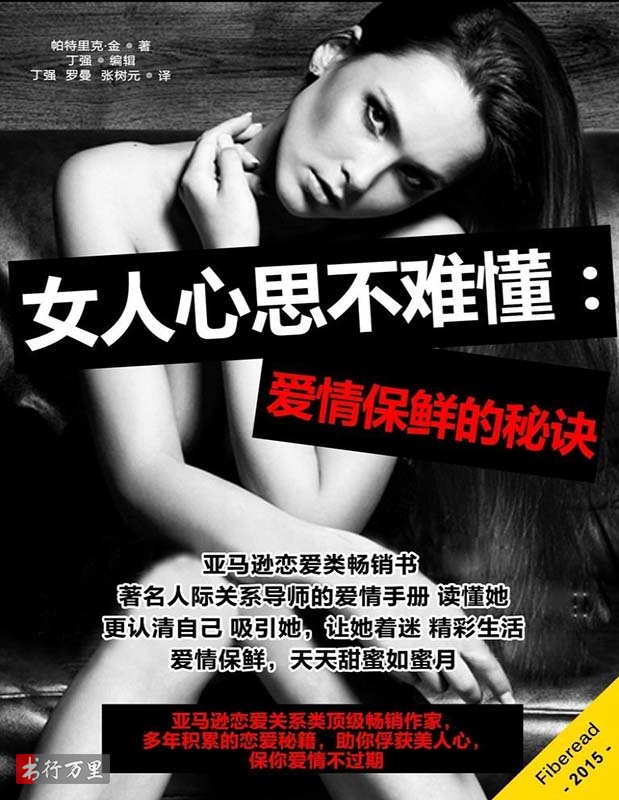 帕特里克·金 ● 著
丁强 ● 编辑
丁强 罗曼 张树元 ● 译
女人心思不难懂：
爱情保鲜的秘诀
亚马逊恋爱类畅销书
著名人际关系导师的爱情手册 读懂她
更认清自己 吸引她，让她着迷 精彩生活
爱情保鲜，天天甜蜜如蜜月
亚马逊恋爱关系类顶级畅销作家，
多年积累的恋爱秘籍，助你俘获美人心，
保你爱情不过期
书行万里
Fiberead
- 2015 -